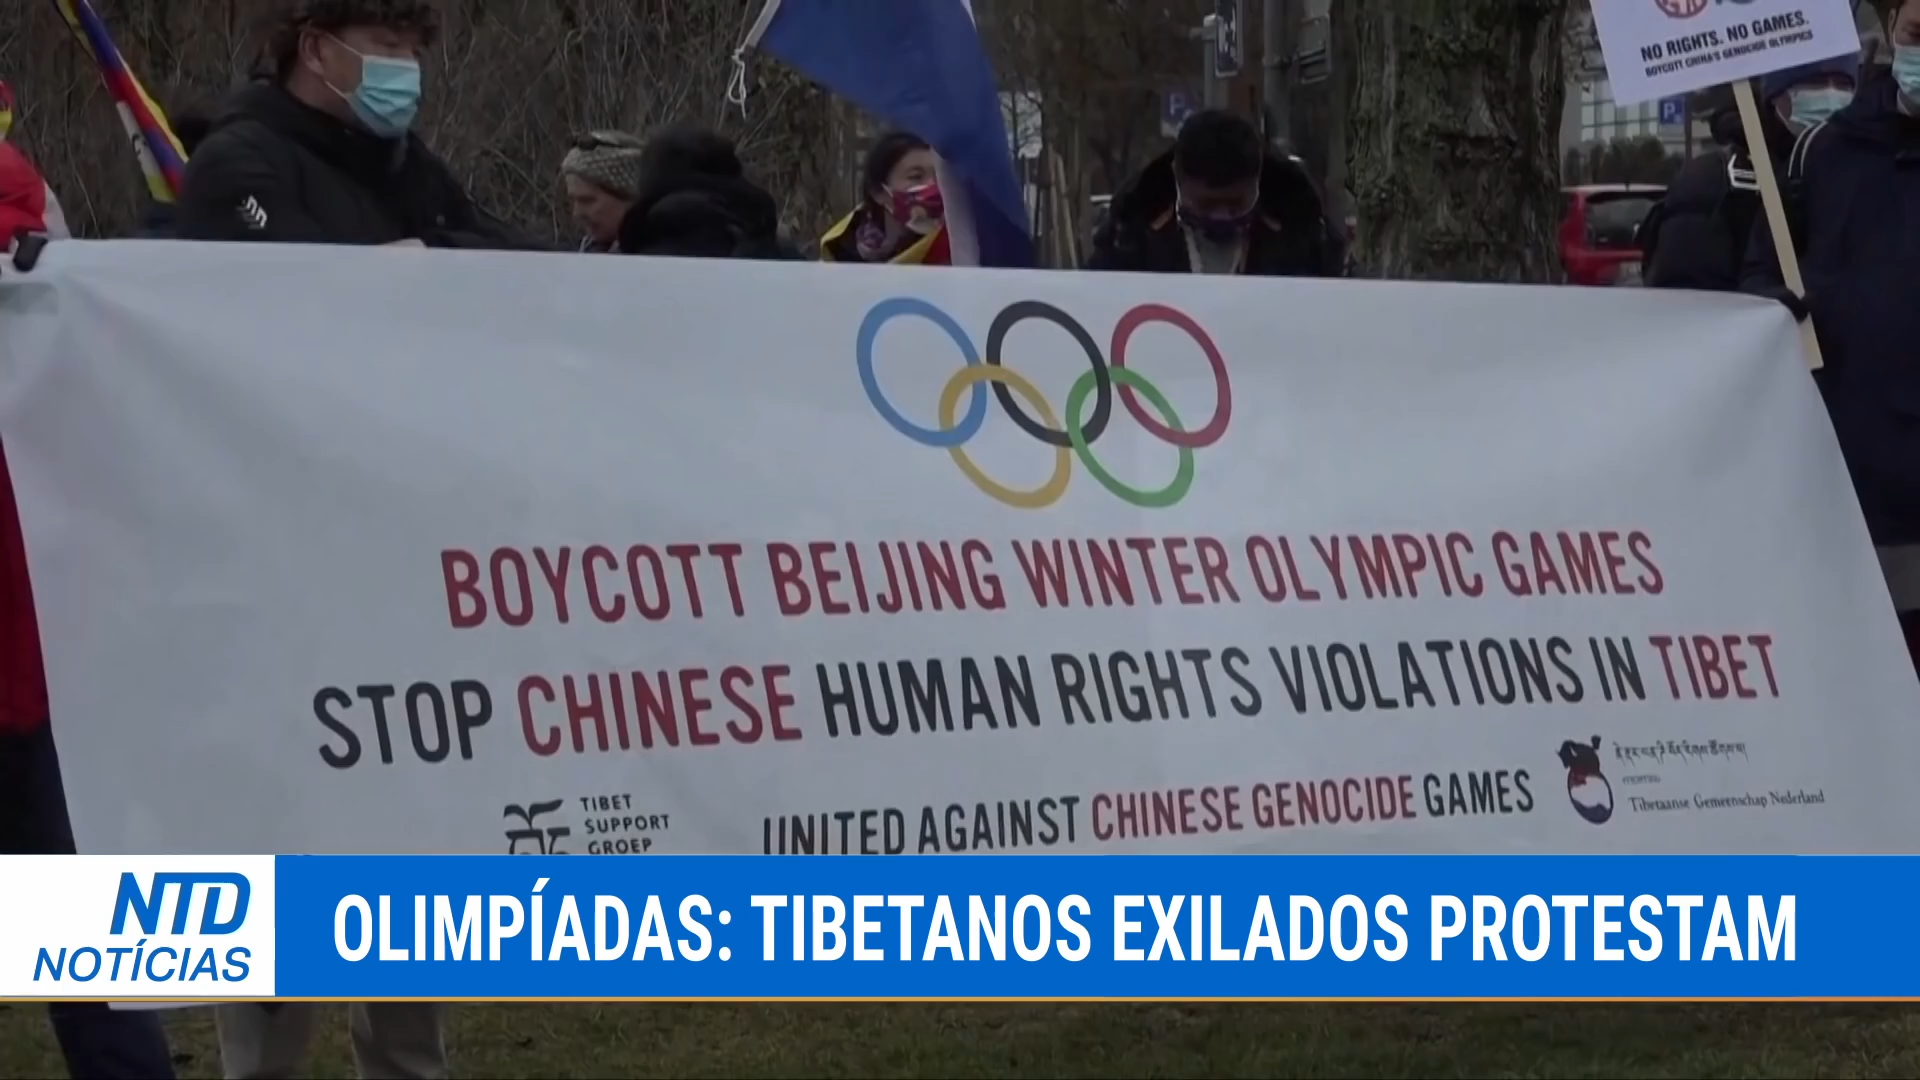 NO RIGHTS. NO GAMES.
BOYCOTT CHINA'S GENOCIDE OLYMPICS
BOYCOTT BEIJING WINTER OLYMPIC GAMES
STOP CHINESE HUMAN RIGHTS VIOLATIONS IN TIBET
TIBET
SUPPORT
GROEP
UNITED AGAINST CHINESE GENOCIDE GAMES
Tibetaanse Gemeenschap Nederland
NTD
NOTÍCIAS
OLIMPÍADAS: TIBETANOS EXILADOS PROTESTAM